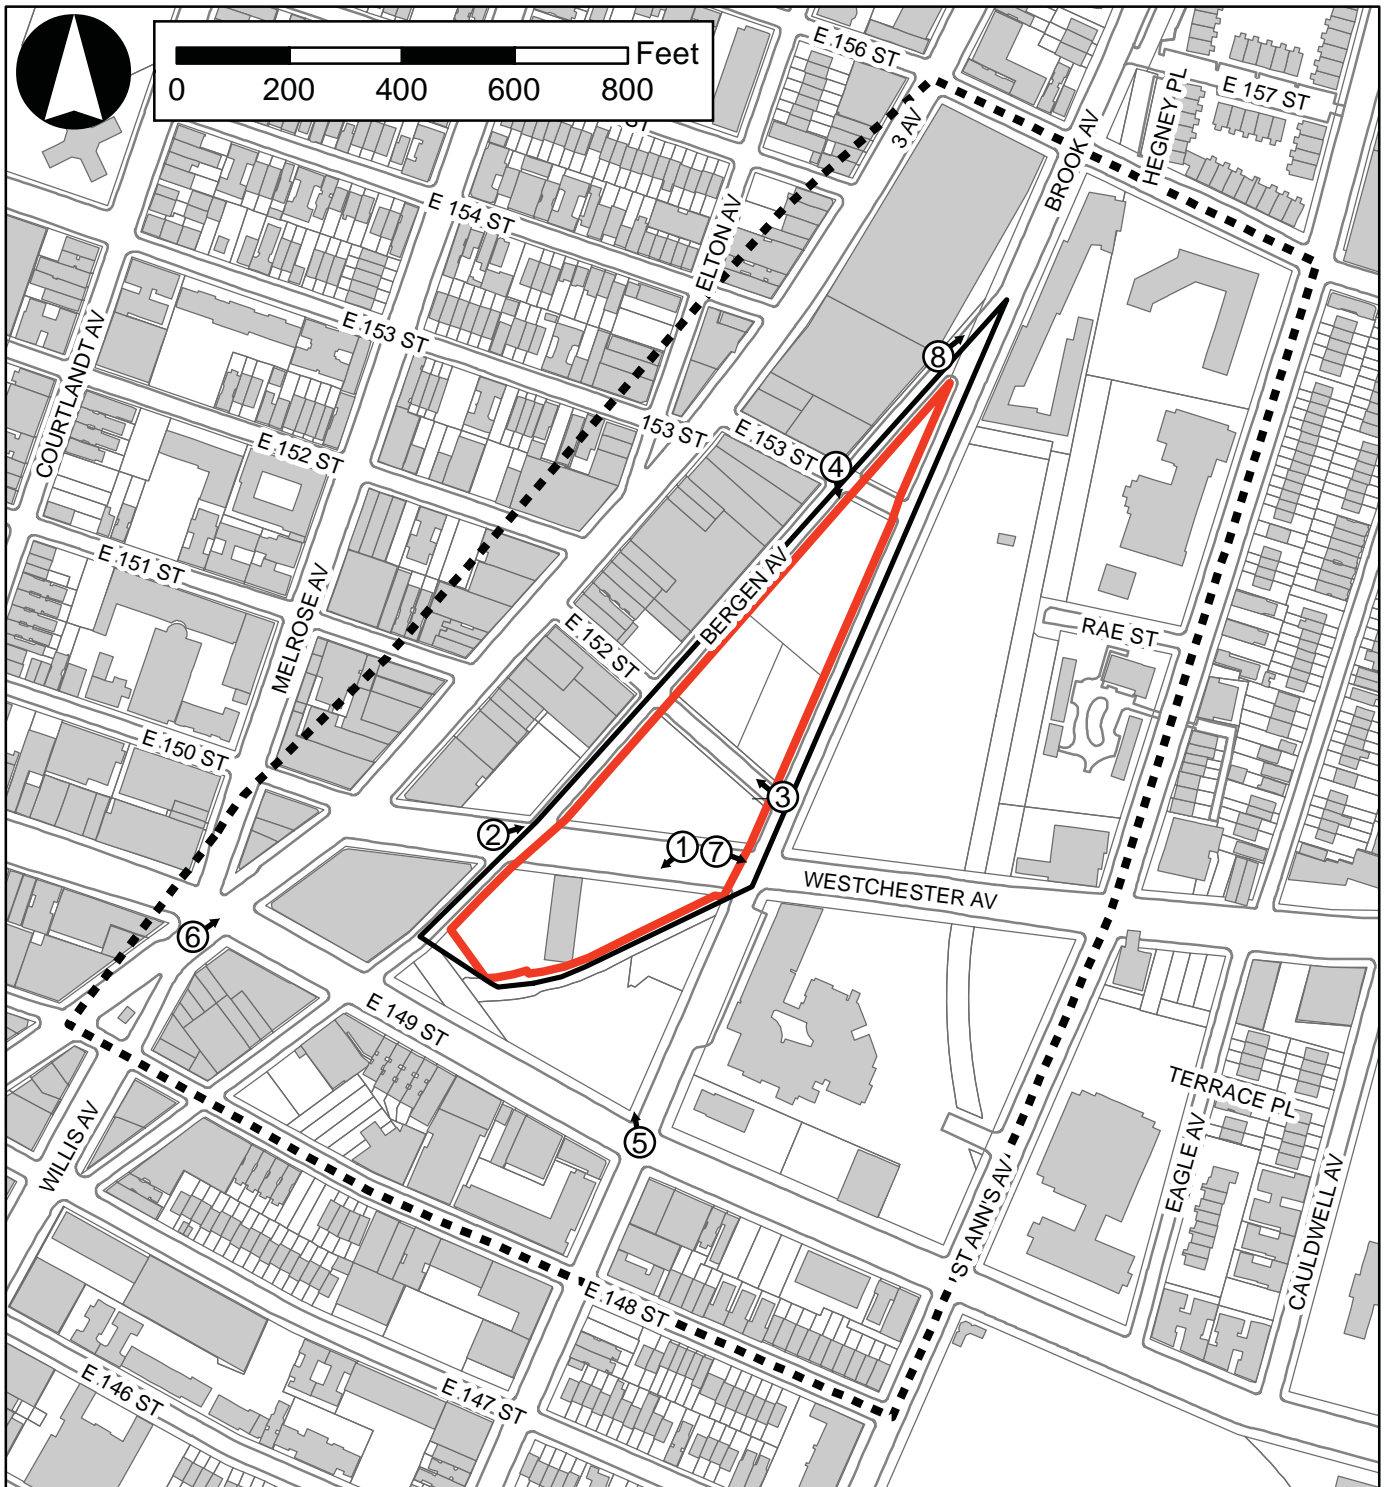 Feet
0 200 400 600 800
E 156 ST
E 157 ST
HEGNEY PL
3 AV
BROOK AV
ST
E 154 ST
ELTON AV
E 153 ST
COURTLANDT AV
153 ST
E 153 ST
E 152 ST
8
4
E 151 ST
MELROSE AV
BERGEN AV
E 152 ST
RAE ST
E 150 ST
3
2
1
7
WESTCHESTER AV
6
E 149 ST
5
TERRACE PL
WILLIS AV
EAGLE AV
ST ANN'S AV
CAULDWELL AV
E 148 ST
E 147 ST
E 146 ST